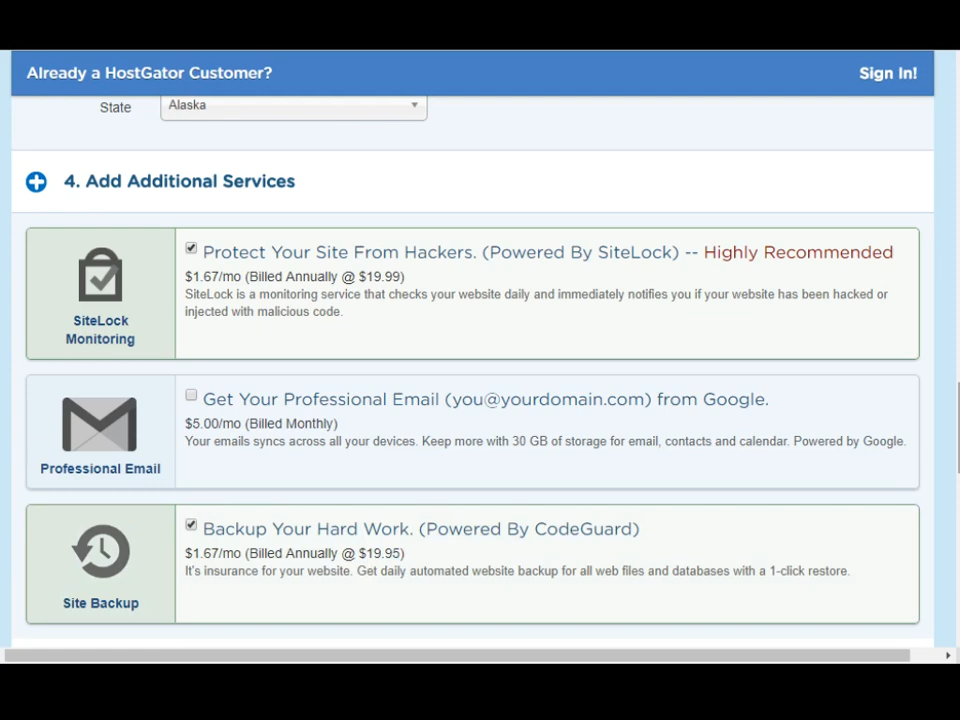 Already a HostGator Customer? Sign In!
State Alaska
4. Add Additional Services
Protect Your Site From Hackers. (Powered By SiteLock) -- Highly Recommended
$1.67/mo (Billed Annually @ $19.99)
SiteLock is a monitoring service that checks your website daily and immediately notifies you if your website has been hacked or
injected with malicious code.
SiteLock
Monitoring
Get Your Professional Email (you@yourdomain.com) from Google.
$5.00/mo (Billed Monthly)
Your emails syncs across all your devices. Keep more with 30 GB of storage for email, contacts and calendar. Powered by Google.
Professional Email
Backup Your Hard Work. (Powered By CodeGuard)
$1.67/mo (Billed Annually @ $19.95)
It's insurance for your website. Get daily automated website backup for all web files and databases with a 1-click restore.
Site Backup